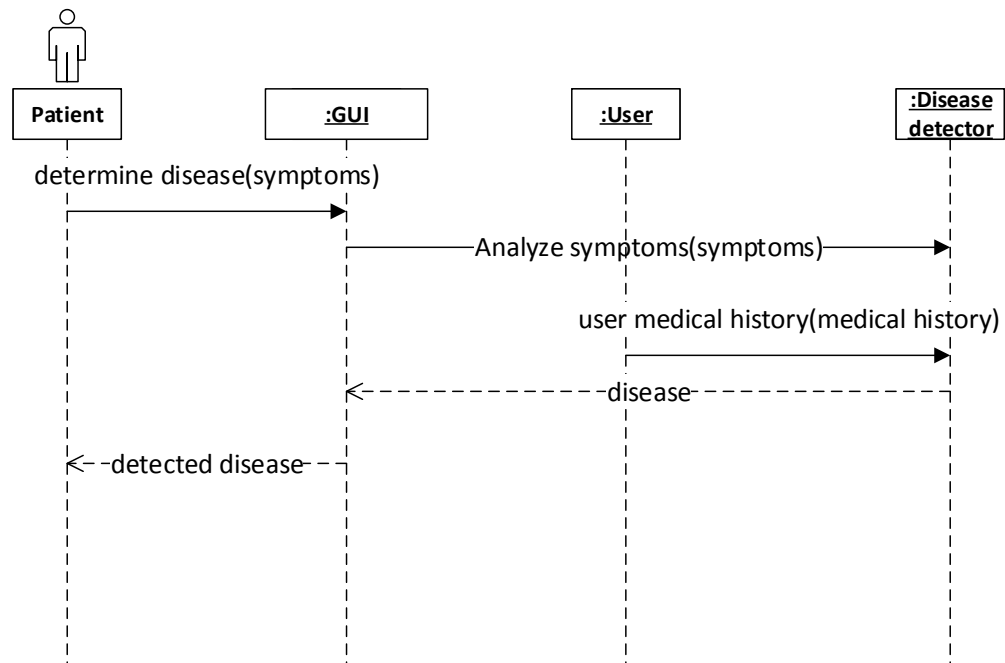 Patient
:GUI
:User
:Disease
detector
determine disease(symptoms)
Analyze symptoms(symptoms)
user medical history(medical history)
disease
detected disease